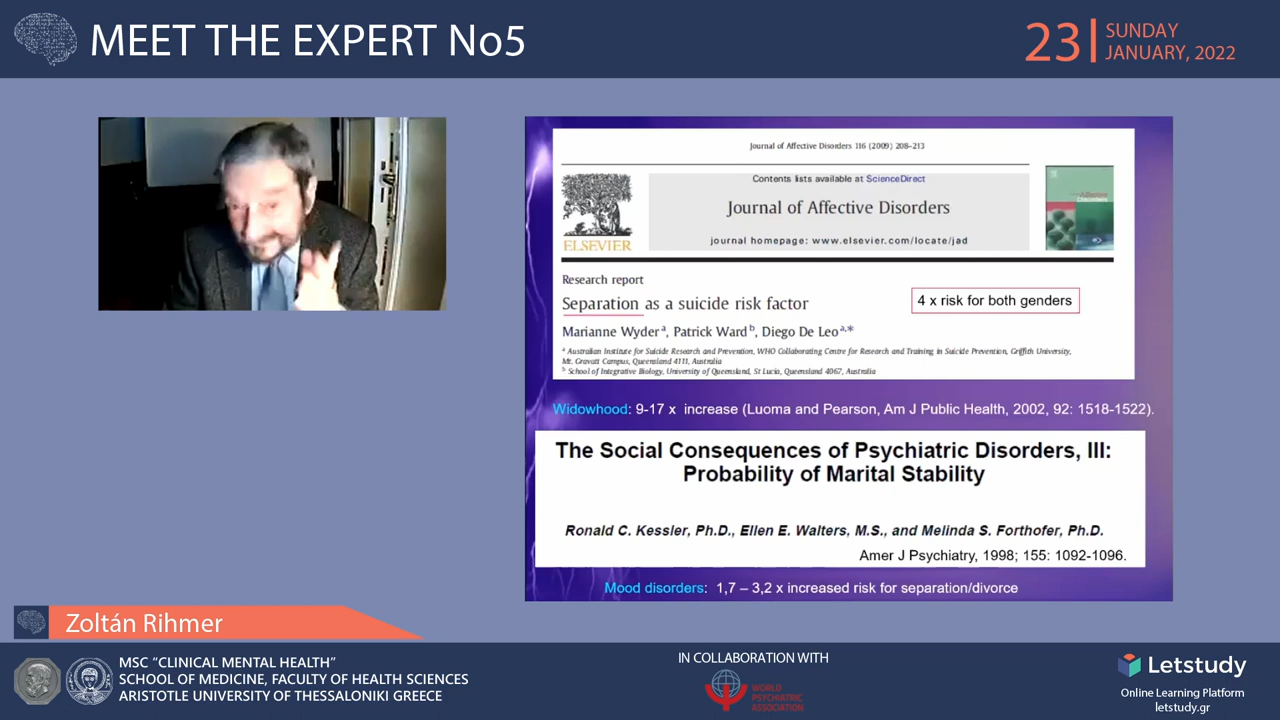 MEET THE EXPERT No5
23
SUNDAY
JANUARY, 2022
Journal of Affective Disorders 116 (2009) 208–213
Contents lists available at ScienceDirect
Journal of Affective Disorders
journal homepage: www.elsevier.com/locate/jad
ELSEVIER
Research report
Separation as a suicide risk factor
4 x risk for both genders
Marianne Wyder a, Patrick Ward b, Diego De Leo a,*
a Australian Institute for Suicide Research and Prevention, WHO Collaborating Centre for Research and Training in Suicide Prevention, Griffith University,
Mt. Gravatt Campus, Queensland 4111, Australia
b School of Integrative Biology, University of Queensland, St Lucia, Queensland 4067, Australia
Widowhood: 9-17 x increase (Luoma and Pearson, Am J Public Health, 2002, 92: 1518-1522).
The Social Consequences of Psychiatric Disorders, III:
Probability of Marital Stability
Ronald C. Kessler, Ph.D., Ellen E. Walters, M.S., and Melinda S. Forthofer, Ph.D.
Amer J Psychiatry, 1998; 155: 1092-1096.
Mood disorders: 1,7 – 3,2 x increased risk for separation/divorce
Zoltán Rihmer
MSC “CLINICAL MENTAL HEALTH”
SCHOOL OF MEDICINE, FACULTY OF HEALTH SCIENCES
ARISTOTLE UNIVERSITY OF THESSALONIKI GREECE
IN COLLABORATION WITH
WORLD
PSYCHIATRIC
ASSOCIATION
Letstudy
Online Learning Platform
letstudy.gr